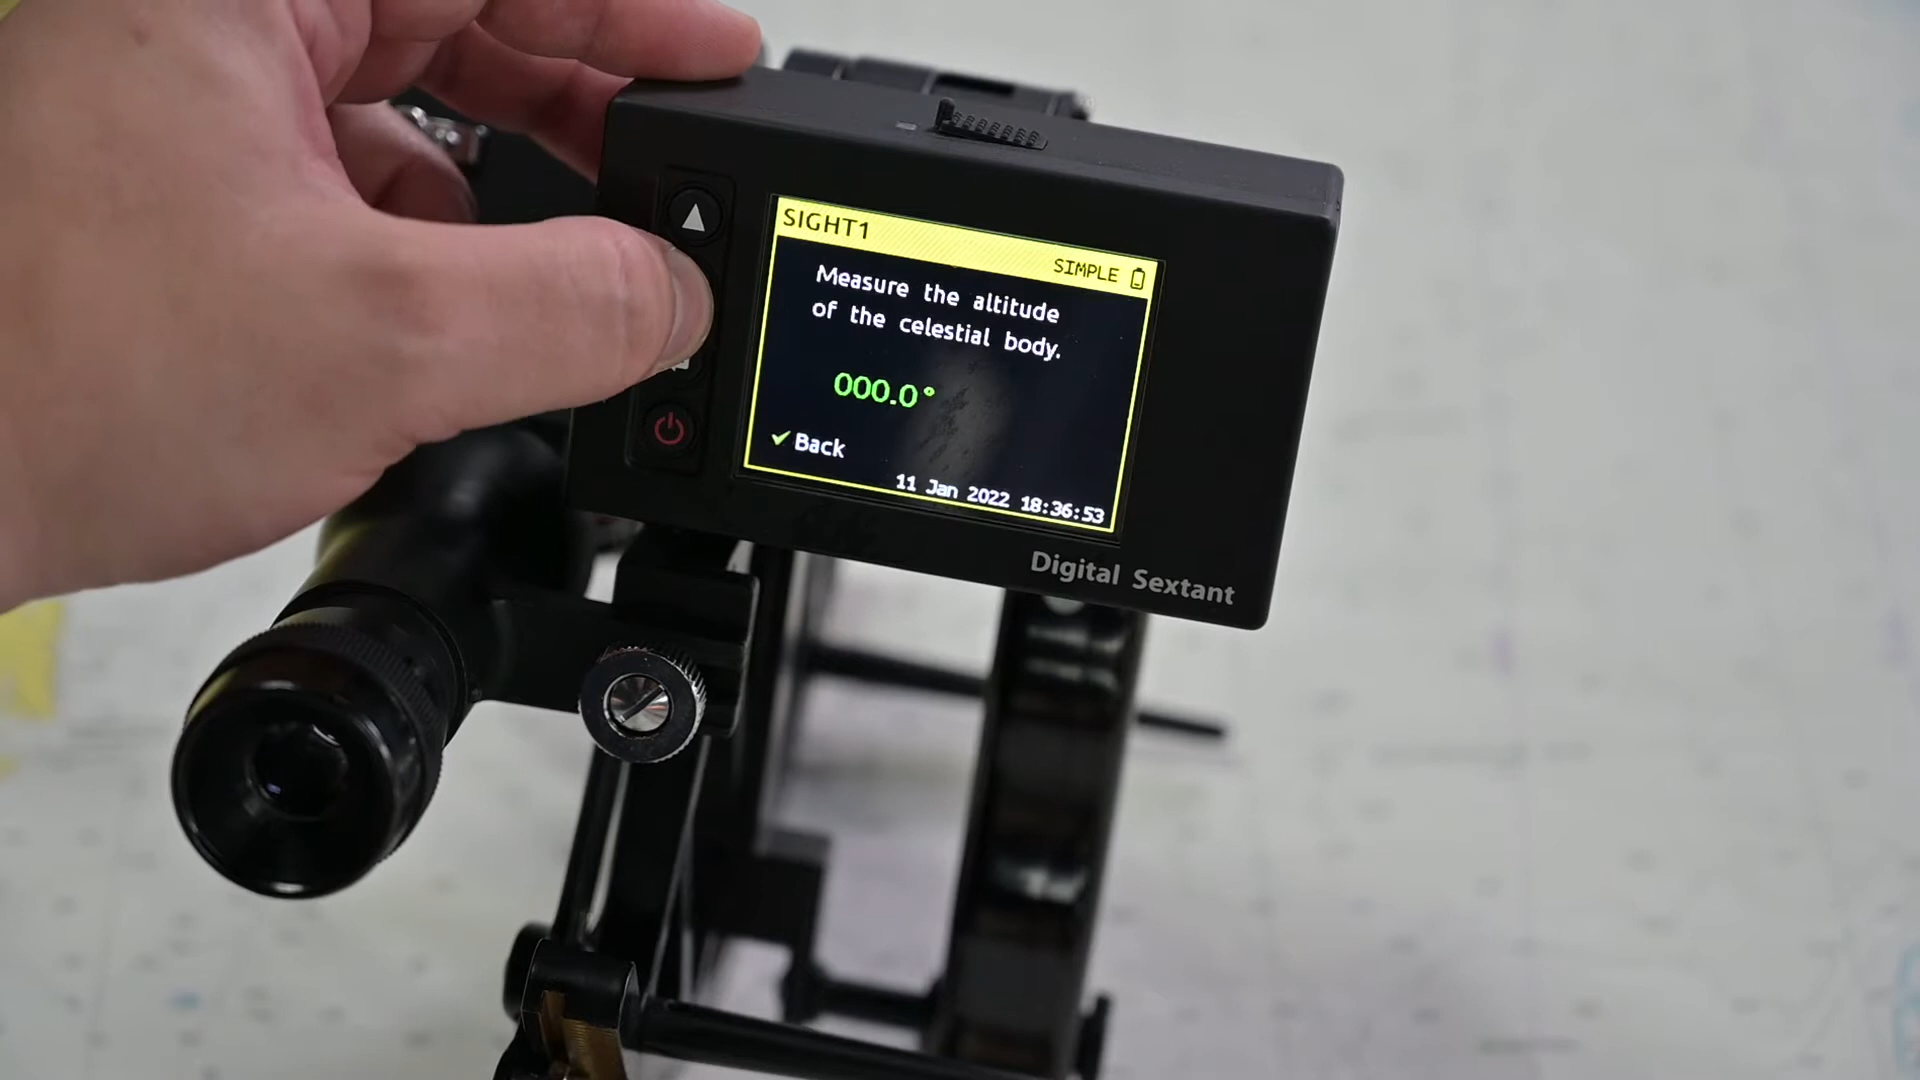 SIGHT1
SIMPLE
Measure the altitude
of the celestial body.
000.0°
Back
11 Jan 2022 18:36:53
Digital Sextant